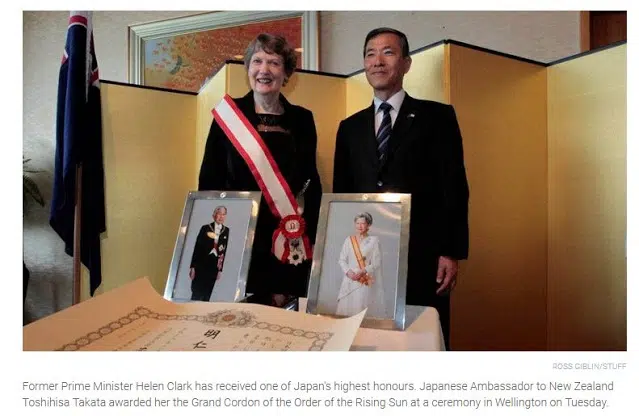 明仁
ROSS GIBLIN/STUFF
Former Prime Minister Helen Clark has received one of Japan's highest honours. Japanese Ambassador to New Zealand
Toshihisa Takata awarded her the Grand Cordon of the Order of the Rising Sun at a ceremony in Wellington on Tuesday.